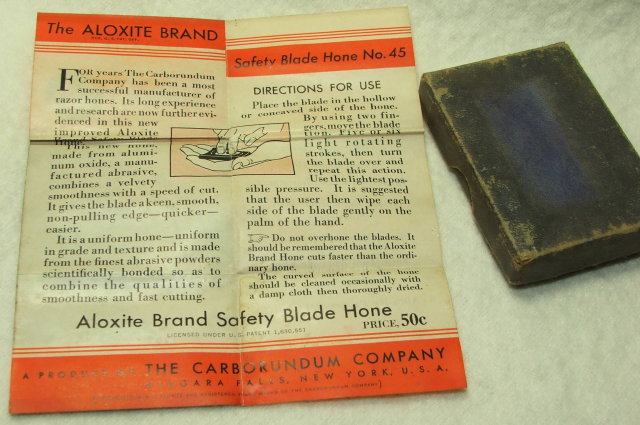 The ALOXITE BRAND
REG. U.S. PAT. OFF.
FOR years The Carborundum
Company has been a most
successful manufacturer of
razor hones. Its long experience
and research are now further evi-
denced in this new
improved Aloxite
This new hone,
made from alumi-
num oxide, a manu-
factured abrasive,
combines a velvety
smoothness with a speed of cut.
It gives the blade a keen, smooth,
non-pulling edge—quicker—
easier.
It is a uniform hone—uniform
in grade and texture and is made
from the finest abrasive powders
scientifically bonded so as to
combine the qualities of
smoothness and fast cutting.
Safety Blade Hone No. 45
DIRECTIONS FOR USE
Place the blade in the hollow
or concaved side of the hone.
By using two fin-
gers, move the blade
tion. Five or six
light rotating
strokes, then turn
the blade over and
repeat this action.
Use the lightest pos-
sible pressure. It is suggested
that the user then wipe each
side of the blade gently on the
palm of the hand.
☞ Do not overhone the blades. It
should be remembered that the Aloxite
Brand Hone cuts faster than the ordi-
nary hone.
The curved surface of the hone
should be cleaned occasionally with
a damp cloth then thoroughly dried.
Aloxite Brand Safety Blade Hone
LICENSED UNDER U.S. PATENT 1,630,651
PRICE, 50c
A PRODUCT OF THE CARBORUNDUM COMPANY
NIAGARA FALLS, NEW YORK, U.S.A.